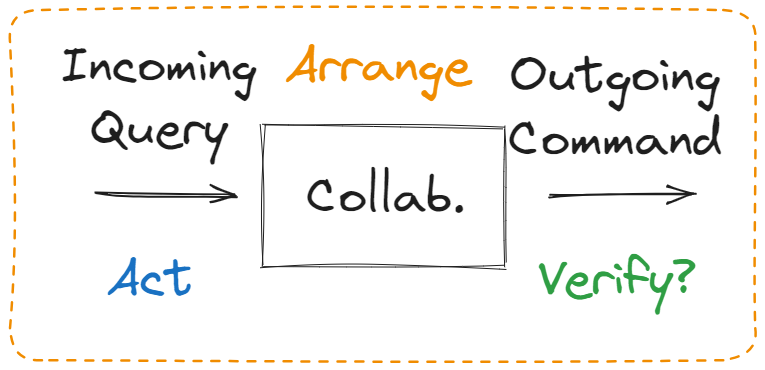 Incoming Arrange Outgoing
Query Command
Collab.
Act Verify?